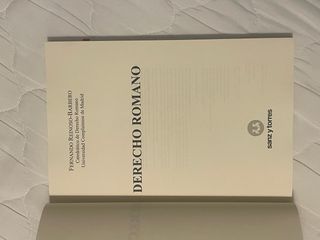 FERNANDO REINOSO-BARBERO
Catedrático de Derecho Romano
Universidad Complutense de Madrid
DERECHO ROMANO
sanz y torres